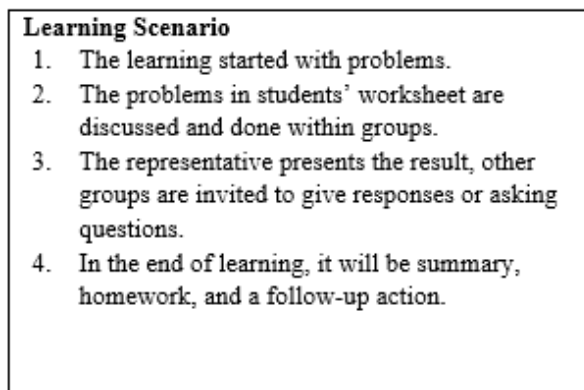 Learning Scenario
1. The learning started with problems.
2. The problems in students' worksheet are
discussed and done within groups.
3. The representative presents the result, other
groups are invited to give responses or asking
questions.
4. In the end of learning, it will be summary,
homework, and a follow-up action.